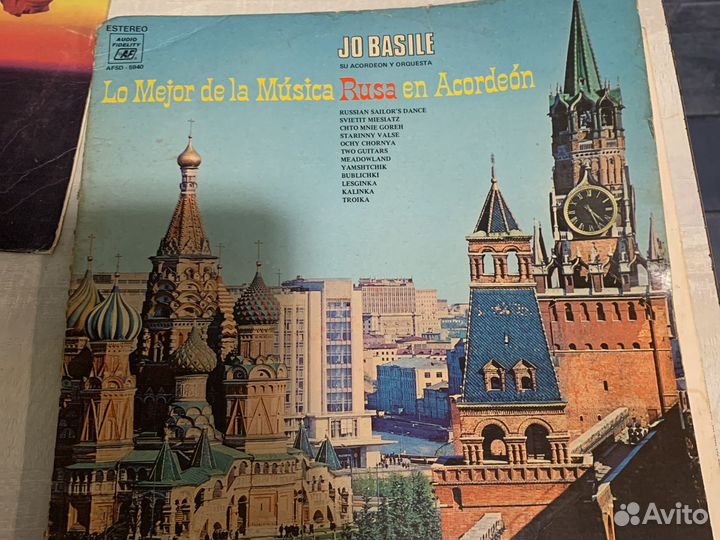 ESTEREO
AUDIO
FIDELITY
AF
AFSD - 5940
JO BASILE
SU ACORDEON Y ORQUESTA
Lo Mejor de la Música Rusa en Acordeón
RUSSIAN SAILOR'S DANCE
SVIETIT MIESIATZ
CHTO MNIE GOREH
STARINNY VALSE
OCHY CHORNYA
TWO GUITARS
MEADOWLAND
YAMSHTCHIK
BUBLICHKI
LESGINKA
KALINKA
TROIKA
Avito